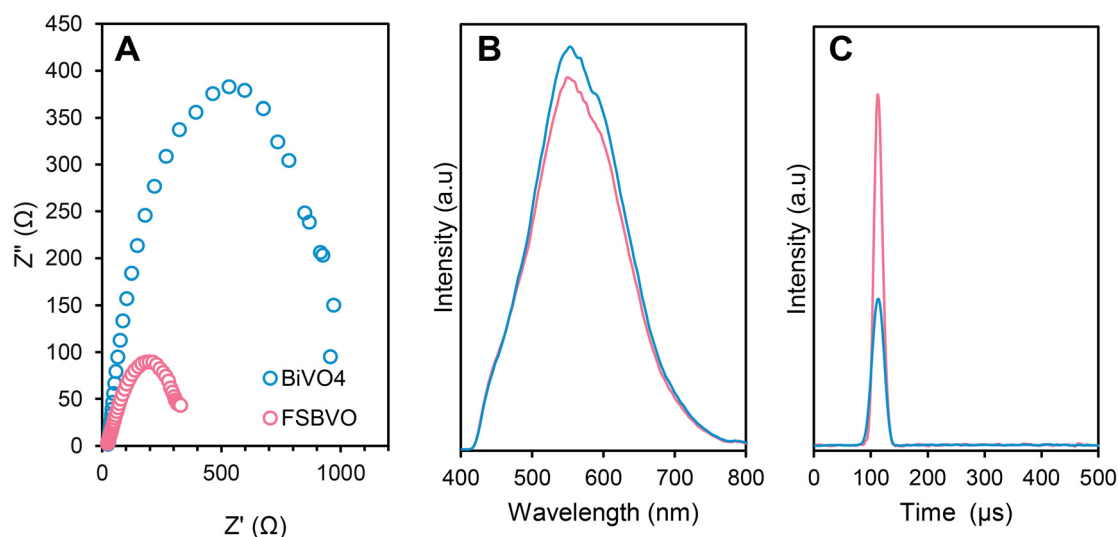 A
Z'' (Ω)
450
400
350
300
250
200
150
100
50
0
0
500
1000
Z' (Ω)
BiVO4
FSBVO
B
Intensity (a.u)
400
500
600
700
800
Wavelength (nm)
C
Intensity (a.u)
0
100
200
300
400
500
Time (µs)